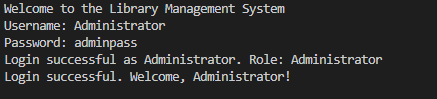 Welcome to the Library Management System
Username: Administrator
Password: adminpass
Login successful as Administrator. Role: Administrator
Login successful. Welcome, Administrator!